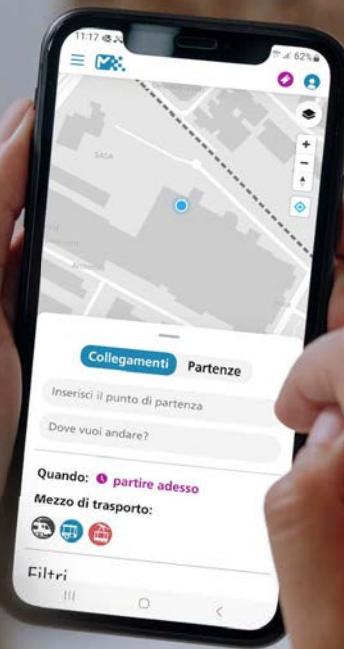 11:17
62%
SASA
Collegamenti Partenze
Inserisci il punto di partenza
Dove vuoi andare?
Quando: partire adesso
Mezzo di trasporto:
Filtri